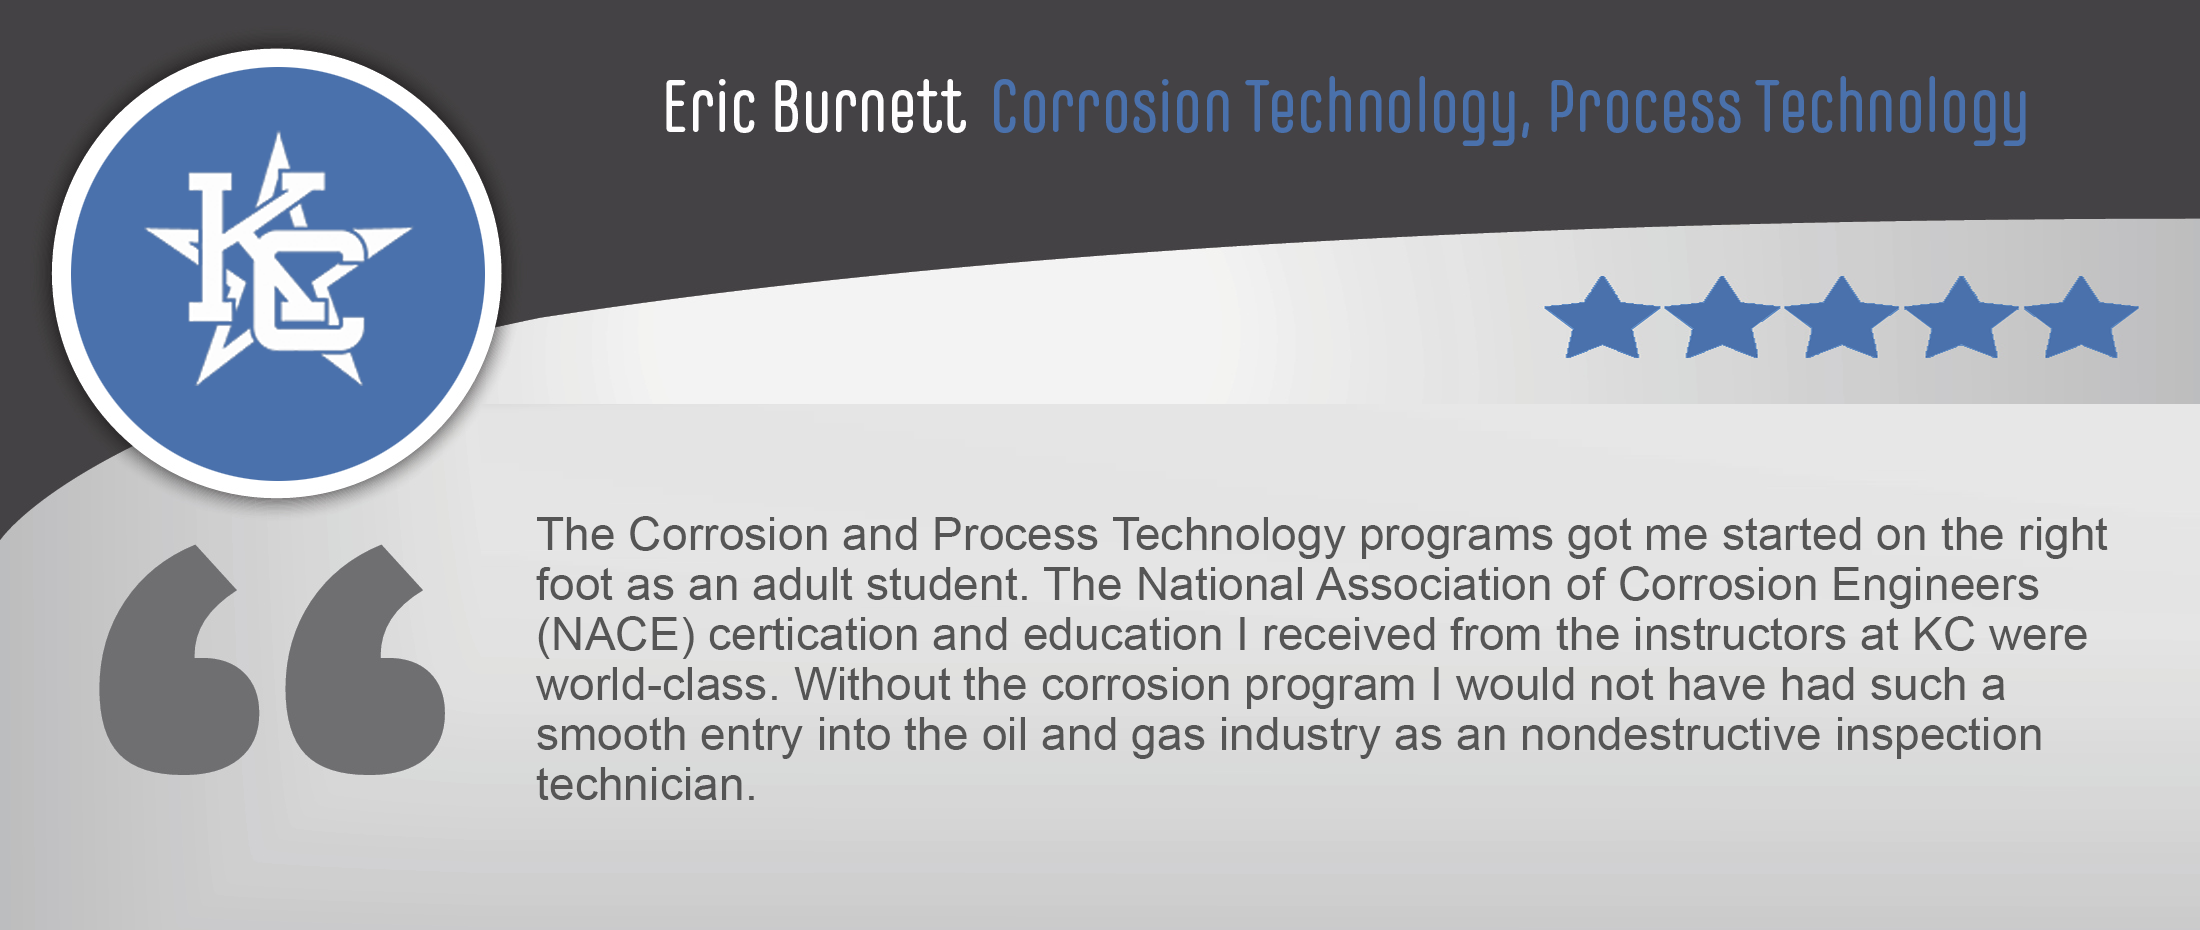 KC
Eric Burnett Corrosion Technology, Process Technology
The Corrosion and Process Technology programs got me started on the right
foot as an adult student. The National Association of Corrosion Engineers
(NACE) certication and education I received from the instructors at KC were
world-class. Without the corrosion program I would not have had such a
smooth entry into the oil and gas industry as an nondestructive inspection
technician.